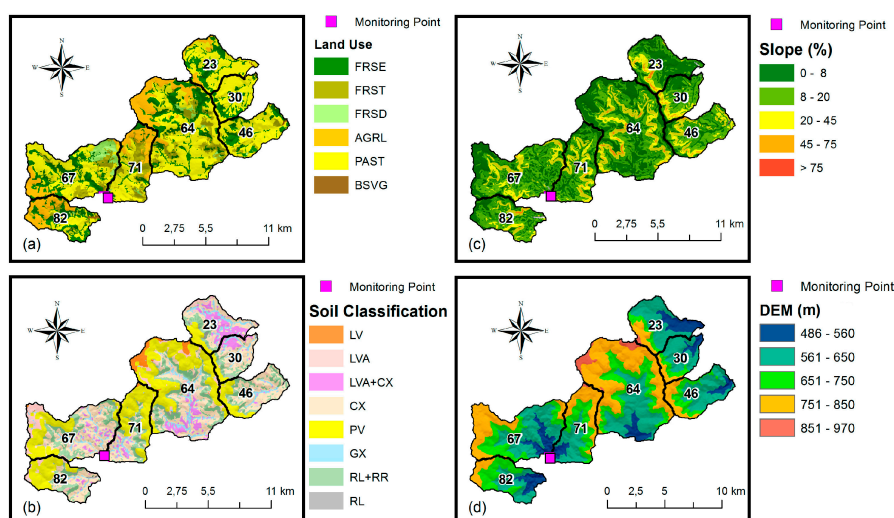 Monitoring Point
Land Use
FRSE
FRST
FRSD
AGRL
PAST
BSVG
N
W E
S
23
30
46
64
71
67
82
0 2,75 5,5 11 km
(a)
Monitoring Point
Slope (%)
0 - 8
8 - 20
20 - 45
45 - 75
> 75
N
W E
S
23
30
46
64
71
67
82
0 2,75 5,5 11 km
(c)
Monitoring Point
Soil Classification
LV
LVA
LVA+CX
CX
PV
GX
RL+RR
RL
N
W E
S
23
30
46
64
71
67
82
0 2,75 5,5 11 km
(b)
Monitoring Point
DEM (m)
486 - 560
561 - 650
651 - 750
751 - 850
851 - 970
N
W E
S
23
30
46
64
71
67
82
0 2,5 5 10 km
(d)